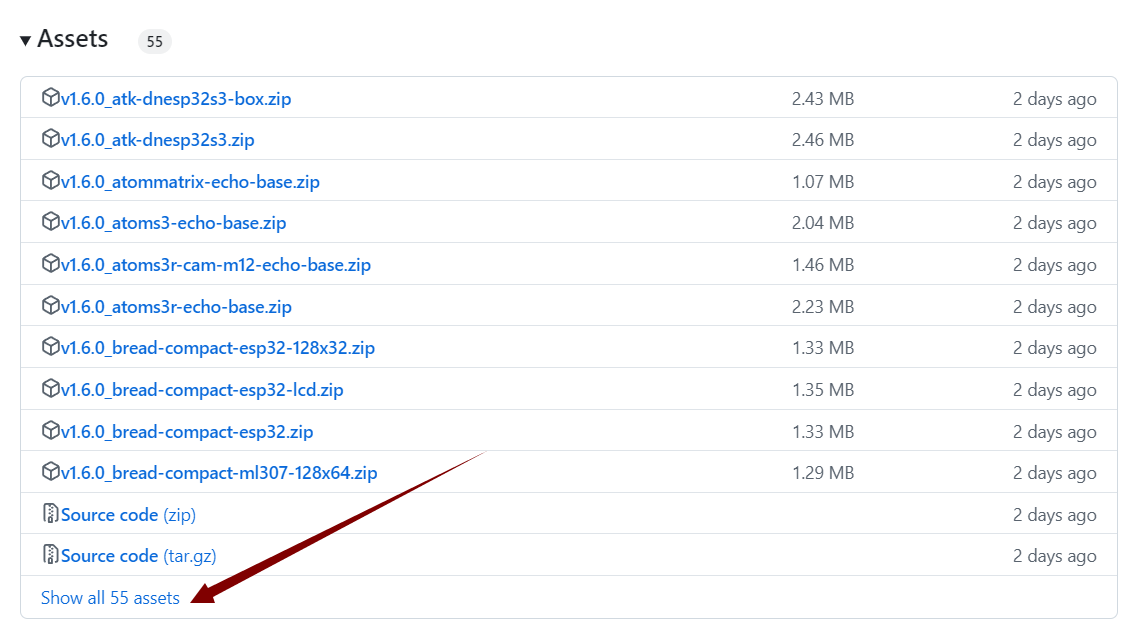 Assets 55
v1.6.0_atk-dnesp32s3-box.zip 2.43 MB 2 days ago
v1.6.0_atk-dnesp32s3.zip 2.46 MB 2 days ago
v1.6.0_atommatrix-echo-base.zip 1.07 MB 2 days ago
v1.6.0_atoms3-echo-base.zip 2.04 MB 2 days ago
v1.6.0_atoms3r-cam-m12-echo-base.zip 1.46 MB 2 days ago
v1.6.0_atoms3r-echo-base.zip 2.23 MB 2 days ago
v1.6.0_bread-compact-esp32-128x32.zip 1.33 MB 2 days ago
v1.6.0_bread-compact-esp32-lcd.zip 1.35 MB 2 days ago
v1.6.0_bread-compact-esp32.zip 1.33 MB 2 days ago
v1.6.0_bread-compact-ml307-128x64.zip 1.29 MB 2 days ago
Source code (zip) 2 days ago
Source code (tar.gz) 2 days ago
Show all 55 assets